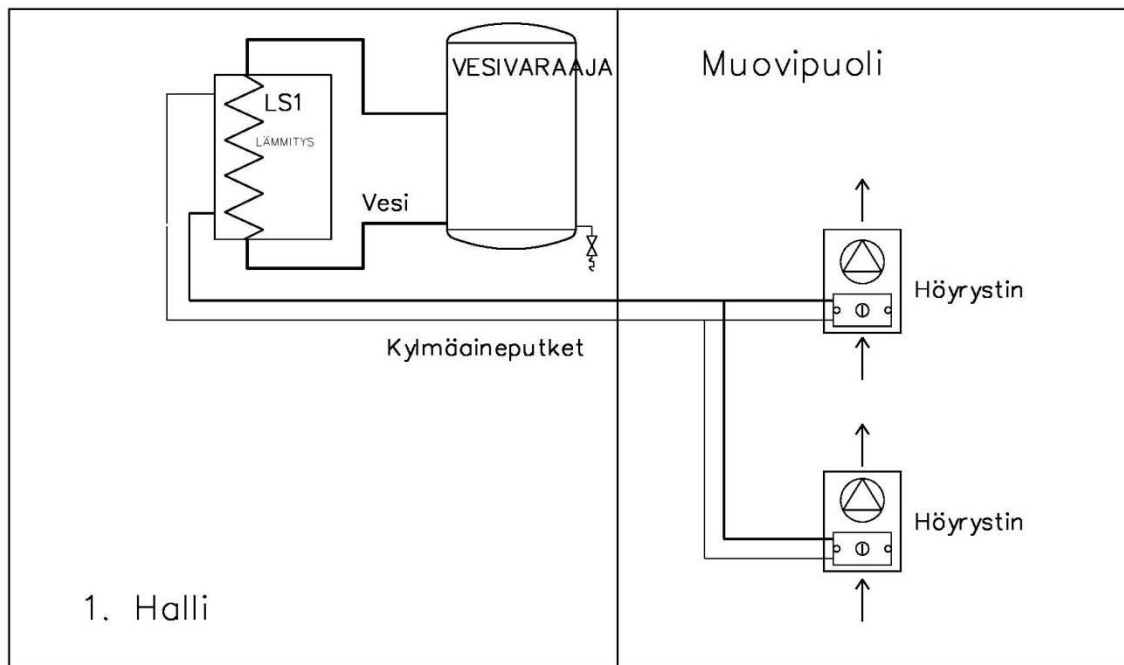 VESIVARAAJA
Muovipuoli
LS1
LÄMMITYS
Vesi
Höyrystin
Kylmäaineputket
Höyrystin
1. Halli